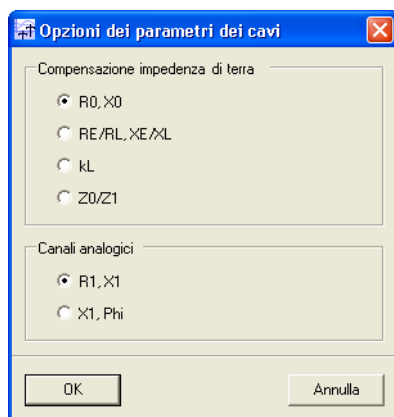 Opzioni dei parametri dei cavi
Compensazione impedenza di terra
R0, X0
RE/RL, XE/XL
kL
Z0/Z1
Canali analogici
R1, X1
X1, Phi
OK
Annulla